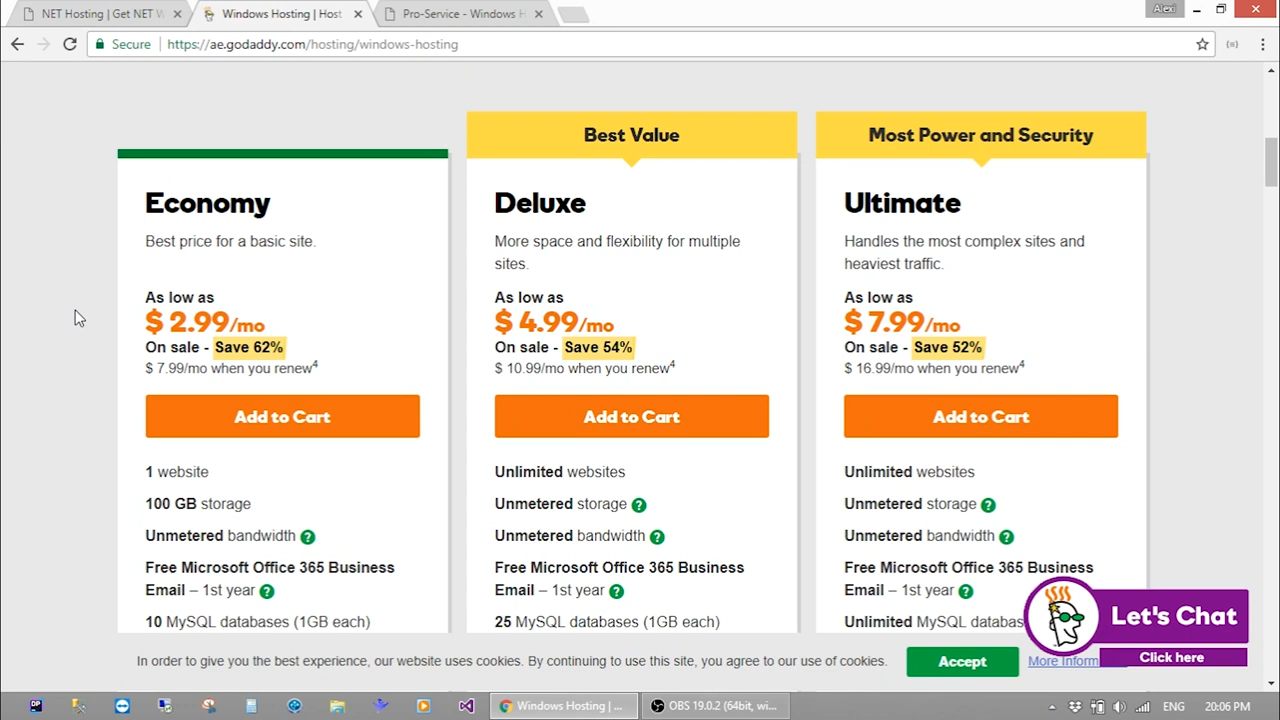 NET Hosting | Get NET W
Windows Hosting | Host
Pro-Service - Windows H
Alexi
Secure
https://ae.godaddy.com/hosting/windows-hosting
Best Value
Most Power and Security
Economy
Best price for a basic site.
As low as
$ 2.99/mo
On sale - Save 62%
$ 7.99/mo when you renew4
Add to Cart
1 website
100 GB storage
Unmetered bandwidth ?
Free Microsoft Office 365 Business
Email – 1st year ?
10 MySQL databases (1GB each)
Deluxe
More space and flexibility for multiple
sites.
As low as
$ 4.99/mo
On sale - Save 54%
$ 10.99/mo when you renew4
Add to Cart
Unlimited websites
Unmetered storage ?
Unmetered bandwidth ?
Free Microsoft Office 365 Business
Email – 1st year ?
25 MySQL databases (1GB each)
Ultimate
Handles the most complex sites and
heaviest traffic.
As low as
$ 7.99/mo
On sale - Save 52%
$ 16.99/mo when you renew4
Add to Cart
Unlimited websites
Unmetered storage ?
Unmetered bandwidth ?
Free Microsoft Office 365 Business
Email – 1st year ?
Unlimited MySQL databas
Let's Chat
Click here
In order to give you the best experience, our website uses cookies. By continuing to use this site, you agree to our use of cookies.
Accept
More Inform
Windows Hosting | ...
OBS 19.0.2 (64bit, wi...
ENG
20:06 PM